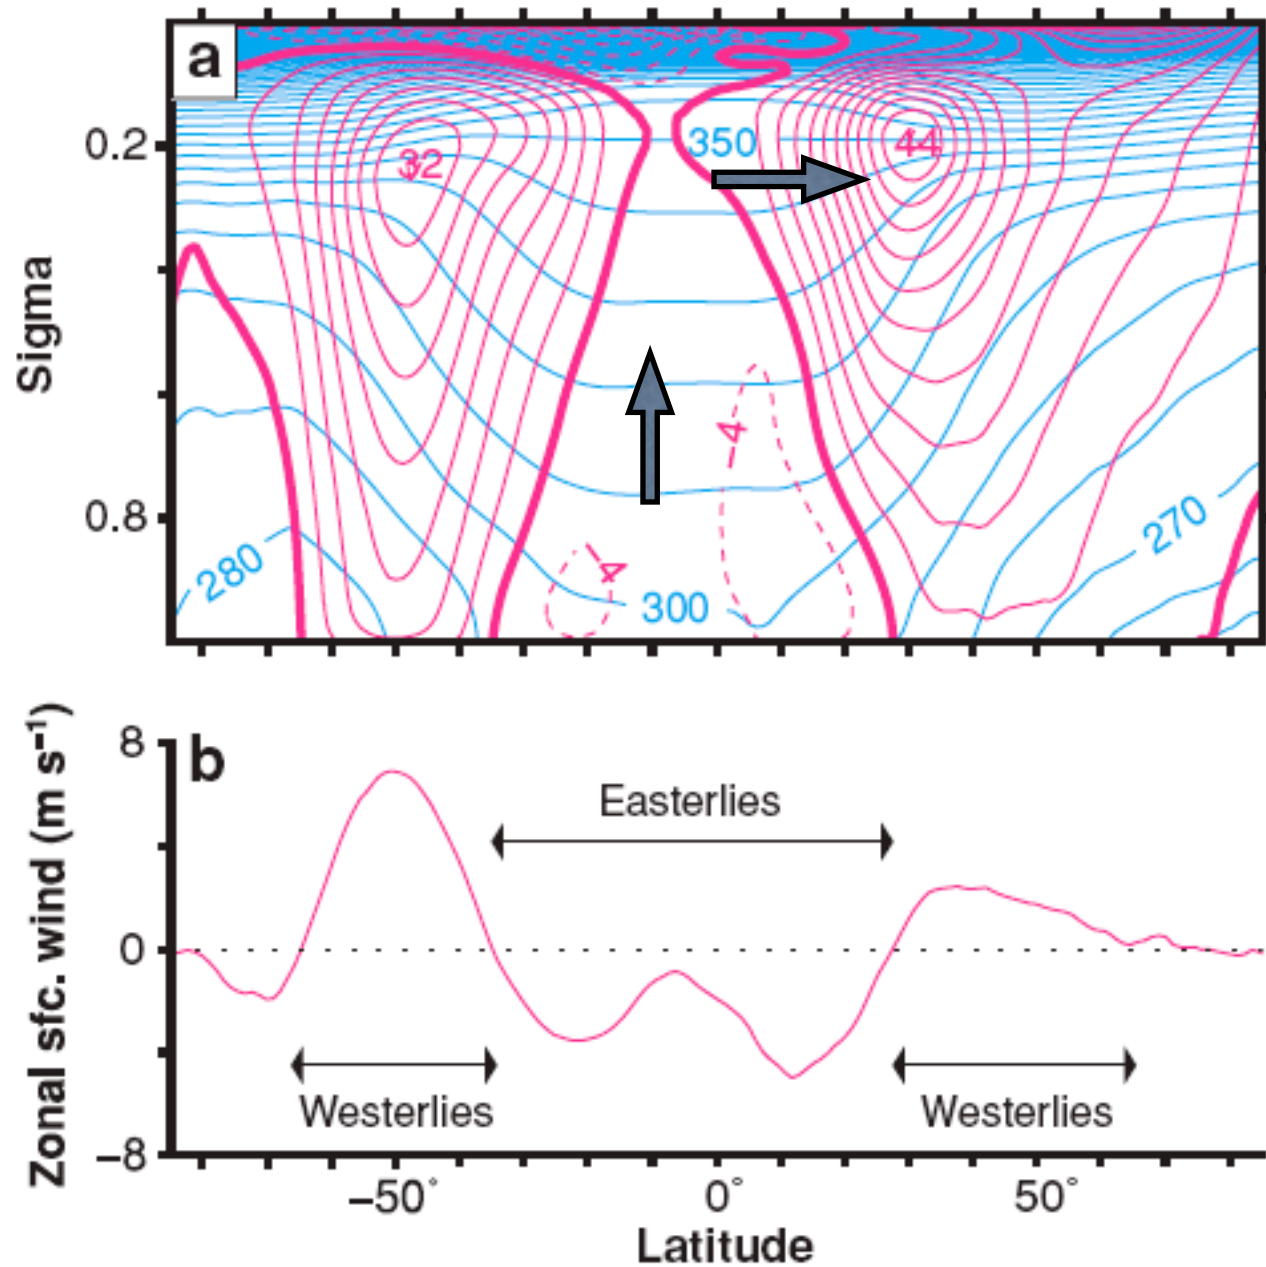 a
0.2
350
44
32
Sigma
-4
0.8
-4
280
300
270
8
b
Zonal sfc. wind (m s⁻¹)
Easterlies
0
Westerlies
Westerlies
−8
−50°
0°
50°
Latitude